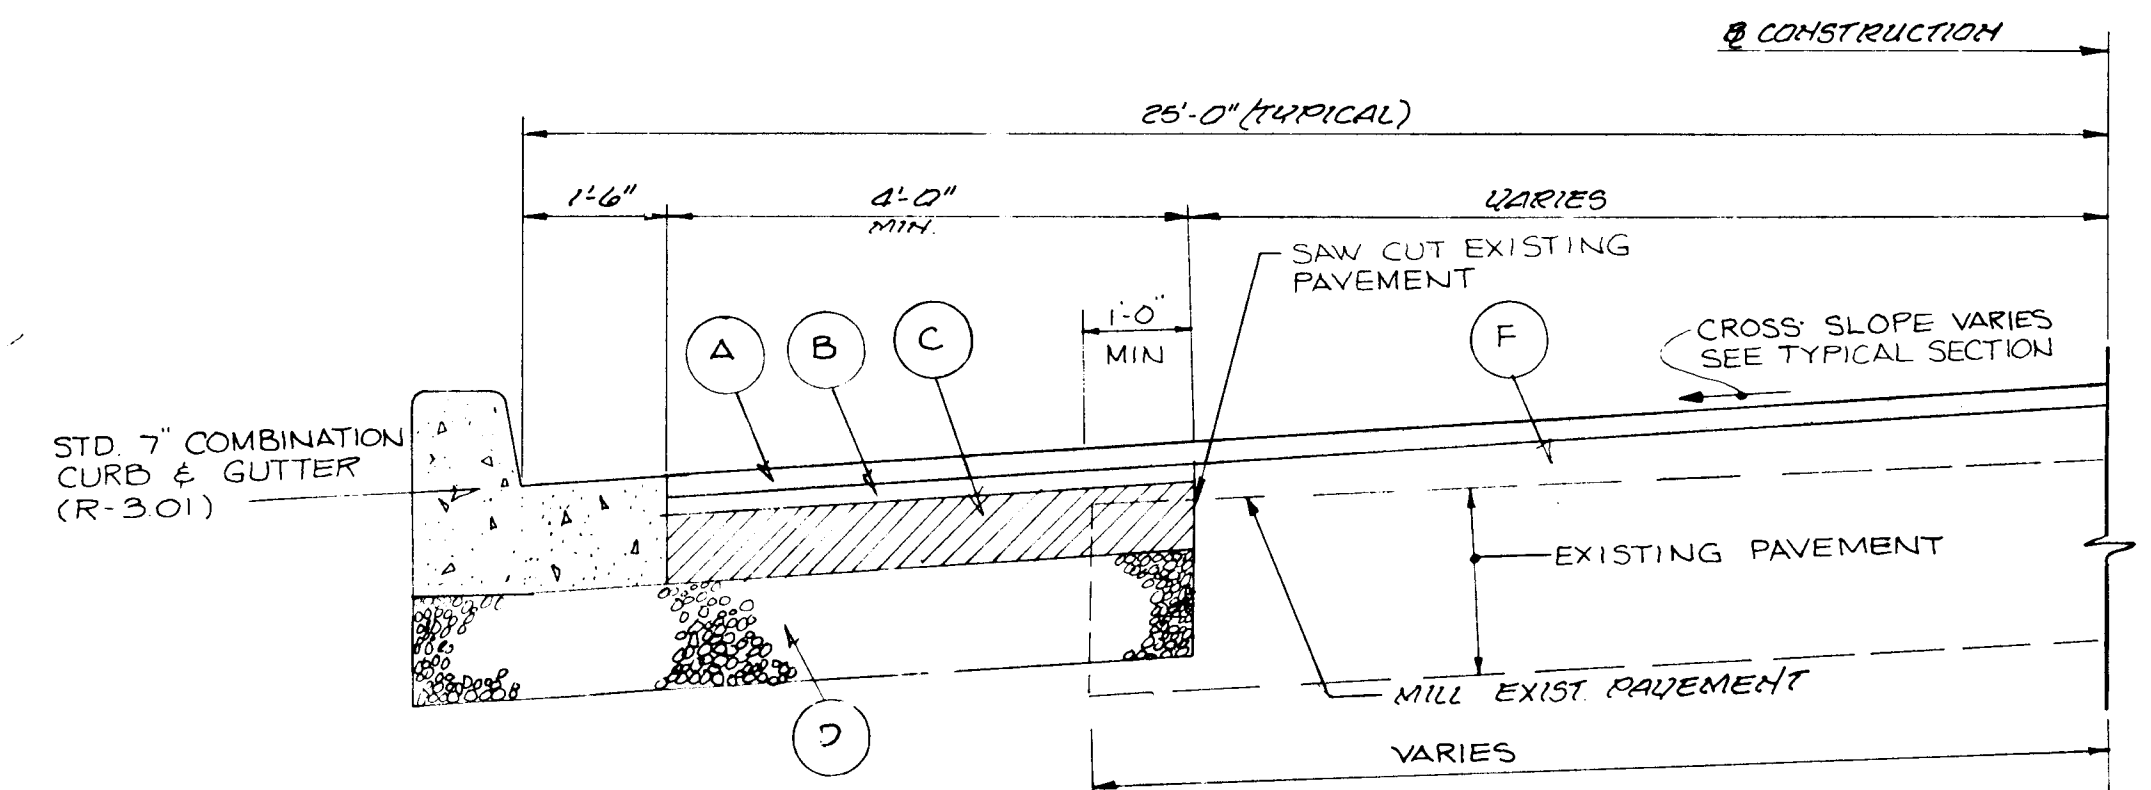 ℄ CONSTRUCTION
25'-0" (TYPICAL)
1'-6"
4'-0"
MIN.
VARIES
SAW CUT EXISTING
PAVEMENT
1'-0"
MIN
A
B
C
F
CROSS SLOPE VARIES
SEE TYPICAL SECTION
STD. 7" COMBINATION
CURB & GUTTER
(R-3.01)
EXISTING PAVEMENT
MILL EXIST. PAVEMENT
D
VARIES